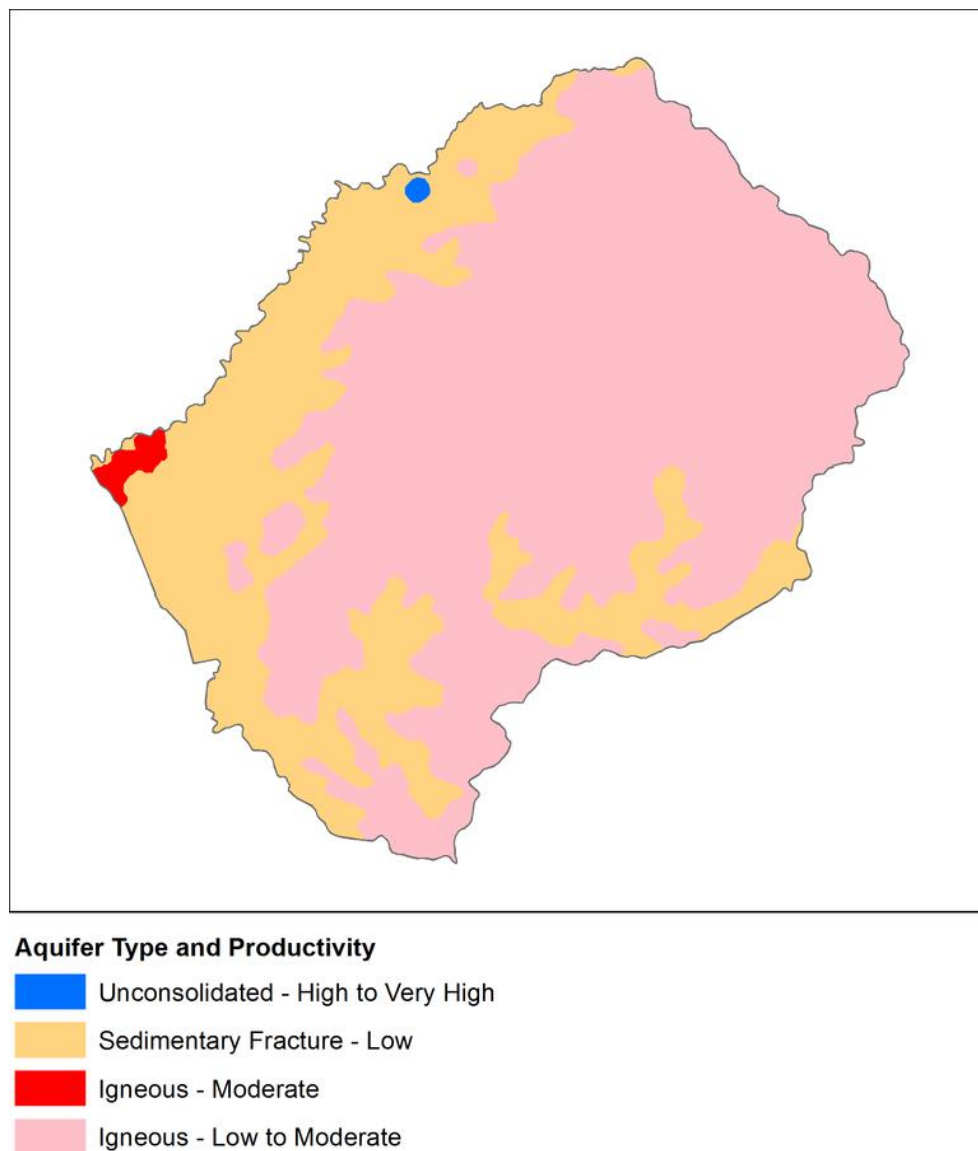 Aquifer Type and Productivity
Unconsolidated - High to Very High
Sedimentary Fracture - Low
Igneous - Moderate
Igneous - Low to Moderate